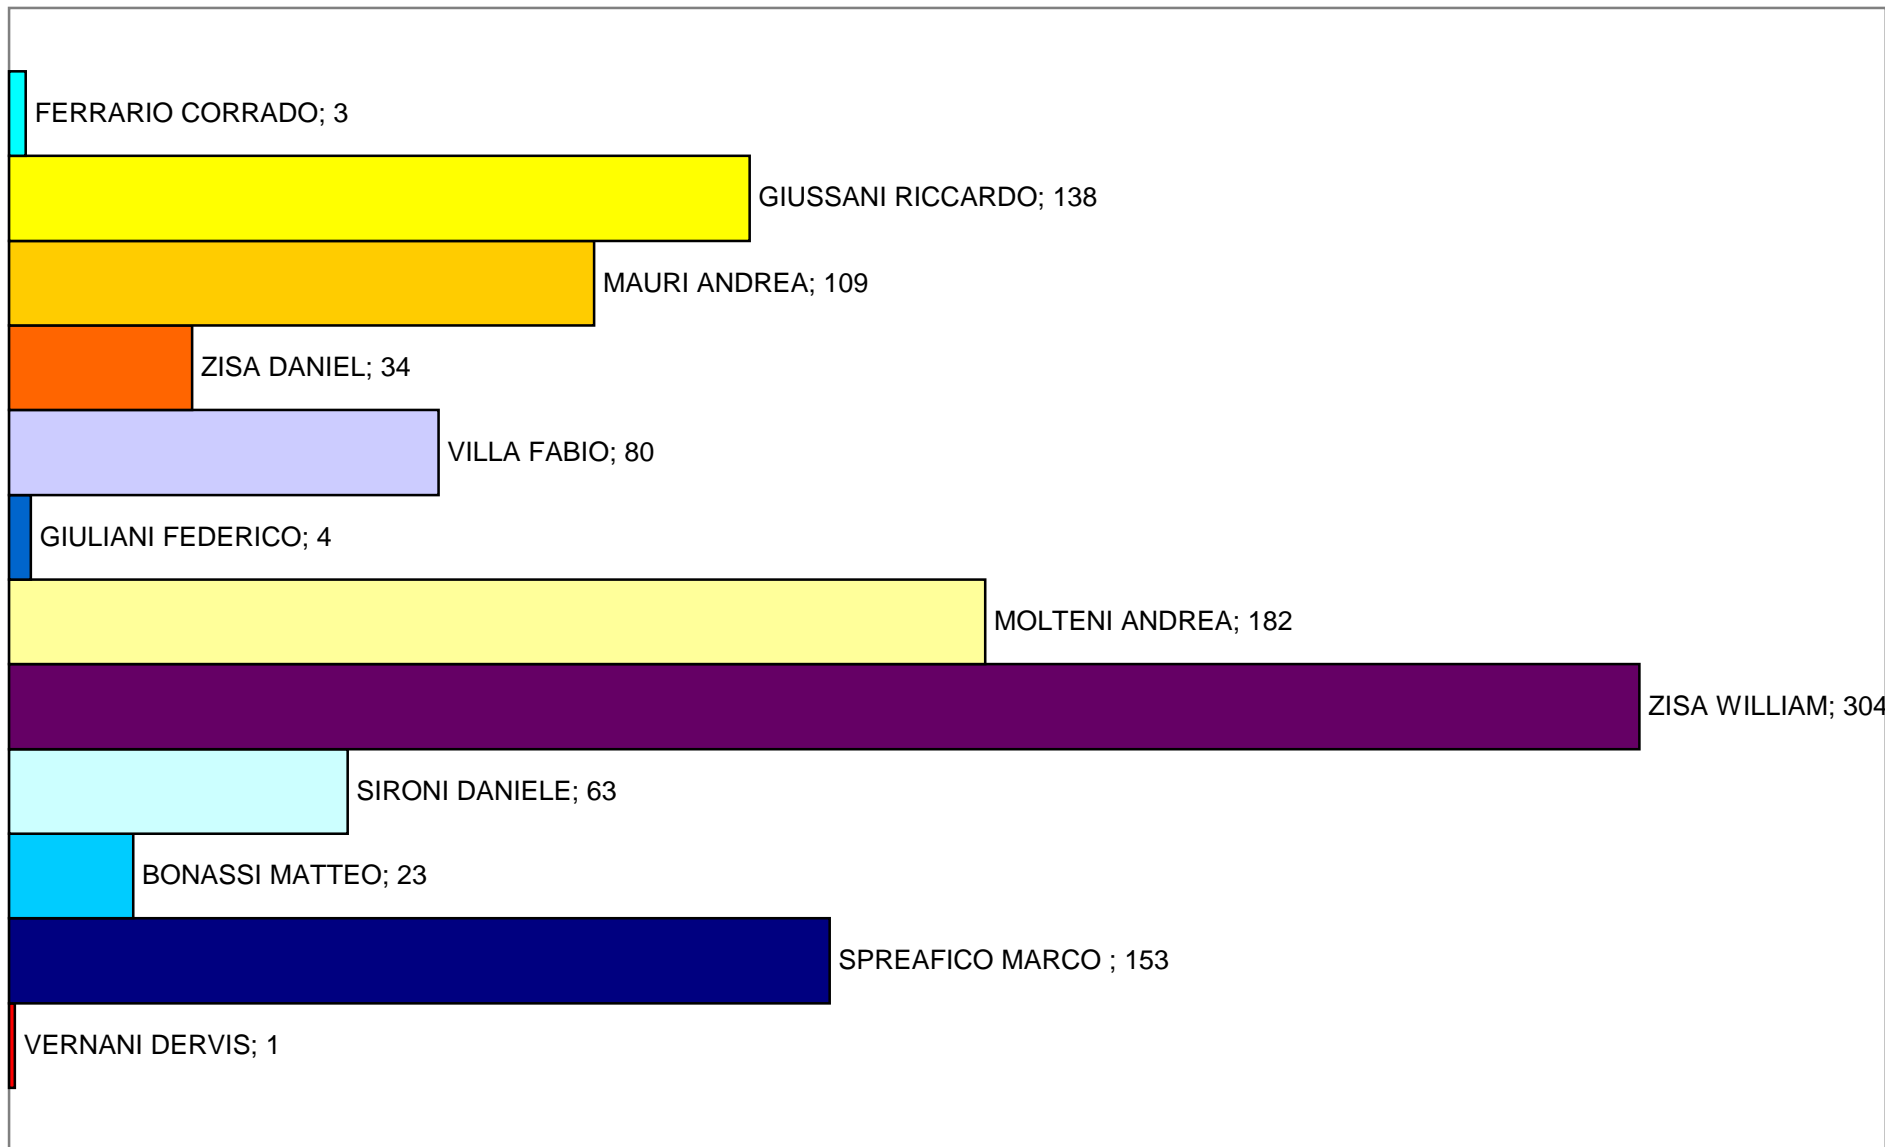 FERRARIO CORRADO; 3
GIUSSANI RICCARDO; 138
MAURI ANDREA; 109
ZISA DANIEL; 34
VILLA FABIO; 80
GIULIANI FEDERICO; 4
MOLTENI ANDREA; 182
ZISA WILLIAM; 304
SIRONI DANIELE; 63
BONASSI MATTEO; 23
SPREAFICO MARCO ; 153
VERNANI DERVIS; 1